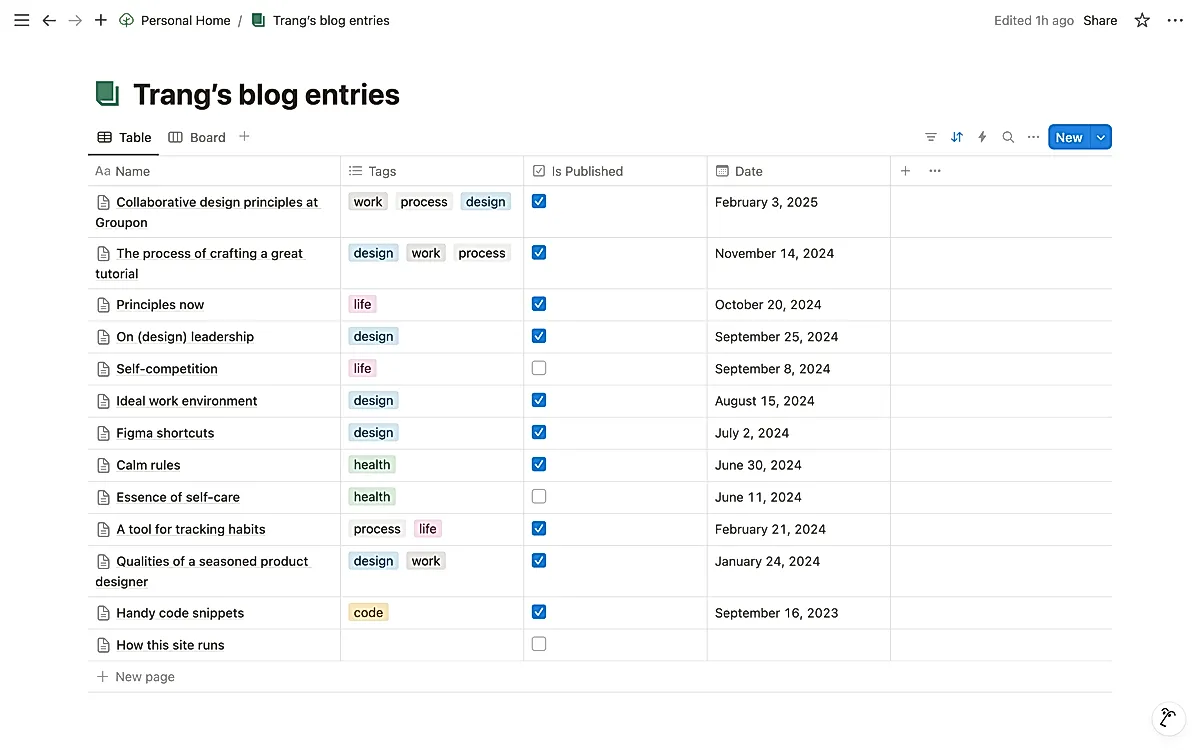 Personal Home / Trang’s blog entries Edited 1h ago Share
Trang’s blog entries
Table Board New
Aa Name Tags Is Published Date
Collaborative design principles at work process design February 3, 2025
Groupon
The process of crafting a great design work process November 14, 2024
tutorial
Principles now life October 20, 2024
On (design) leadership design September 25, 2024
Self-competition life September 8, 2024
Ideal work environment design August 15, 2024
Figma shortcuts design July 2, 2024
Calm rules health June 30, 2024
Essence of self-care health June 11, 2024
A tool for tracking habits process life February 21, 2024
Qualities of a seasoned product design work January 24, 2024
designer
Handy code snippets code September 16, 2023
How this site runs
New page